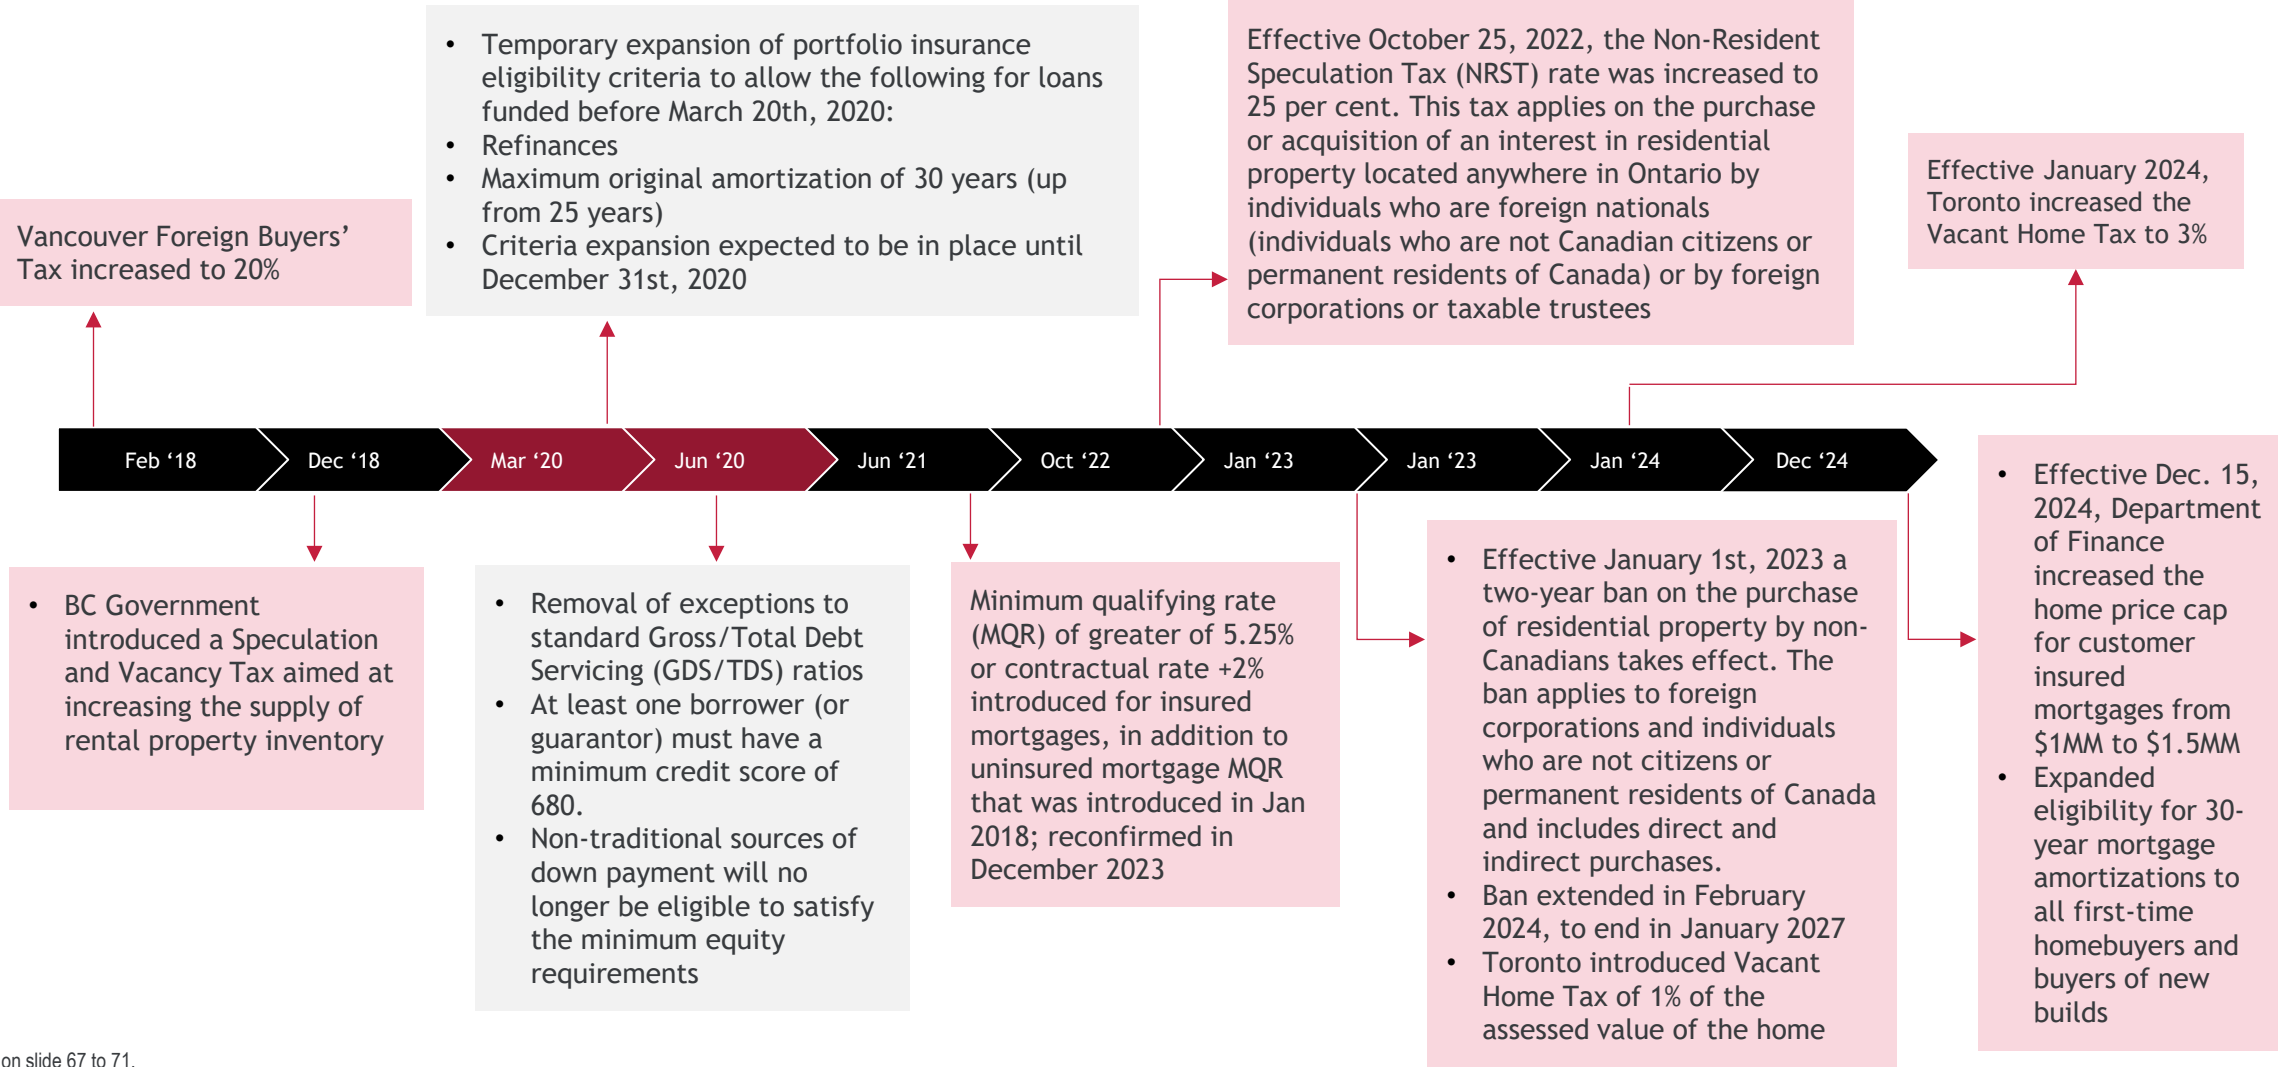 • Temporary expansion of portfolio insurance
eligibility criteria to allow the following for loans
funded before March 20th, 2020:
• Refinances
• Maximum original amortization of 30 years (up
from 25 years)
• Criteria expansion expected to be in place until
December 31st, 2020
Effective October 25, 2022, the Non-Resident
Speculation Tax (NRST) rate was increased to
25 per cent. This tax applies on the purchase
or acquisition of an interest in residential
property located anywhere in Ontario by
individuals who are foreign nationals
(individuals who are not Canadian citizens or
permanent residents of Canada) or by foreign
corporations or taxable trustees
Effective January 2024,
Toronto increased the
Vacant Home Tax to 3%
Vancouver Foreign Buyers’
Tax increased to 20%
Feb ‘18
Dec ‘18
Mar ‘20
Jun ‘20
Jun ‘21
Oct ‘22
Jan ‘23
Jan ‘23
Jan ‘24
Dec ‘24
• BC Government
introduced a Speculation
and Vacancy Tax aimed at
increasing the supply of
rental property inventory
• Removal of exceptions to
standard Gross/Total Debt
Servicing (GDS/TDS) ratios
• At least one borrower (or
guarantor) must have a
minimum credit score of
680.
• Non-traditional sources of
down payment will no
longer be eligible to satisfy
the minimum equity
requirements
Minimum qualifying rate
(MQR) of greater of 5.25%
or contractual rate +2%
introduced for insured
mortgages, in addition to
uninsured mortgage MQR
that was introduced in Jan
2018; reconfirmed in
December 2023
• Effective January 1st, 2023 a
two-year ban on the purchase
of residential property by non-
Canadians takes effect. The
ban applies to foreign
corporations and individuals
who are not citizens or
permanent residents of Canada
and includes direct and
indirect purchases.
• Ban extended in February
2024, to end in January 2027
• Toronto introduced Vacant
Home Tax of 1% of the
assessed value of the home
• Effective Dec. 15,
2024, Department
of Finance
increased the
home price cap
for customer
insured
mortgages from
$1MM to $1.5MM
• Expanded
eligibility for 30-
year mortgage
amortizations to
all first-time
homebuyers and
buyers of new
builds
on slide 67 to 71.